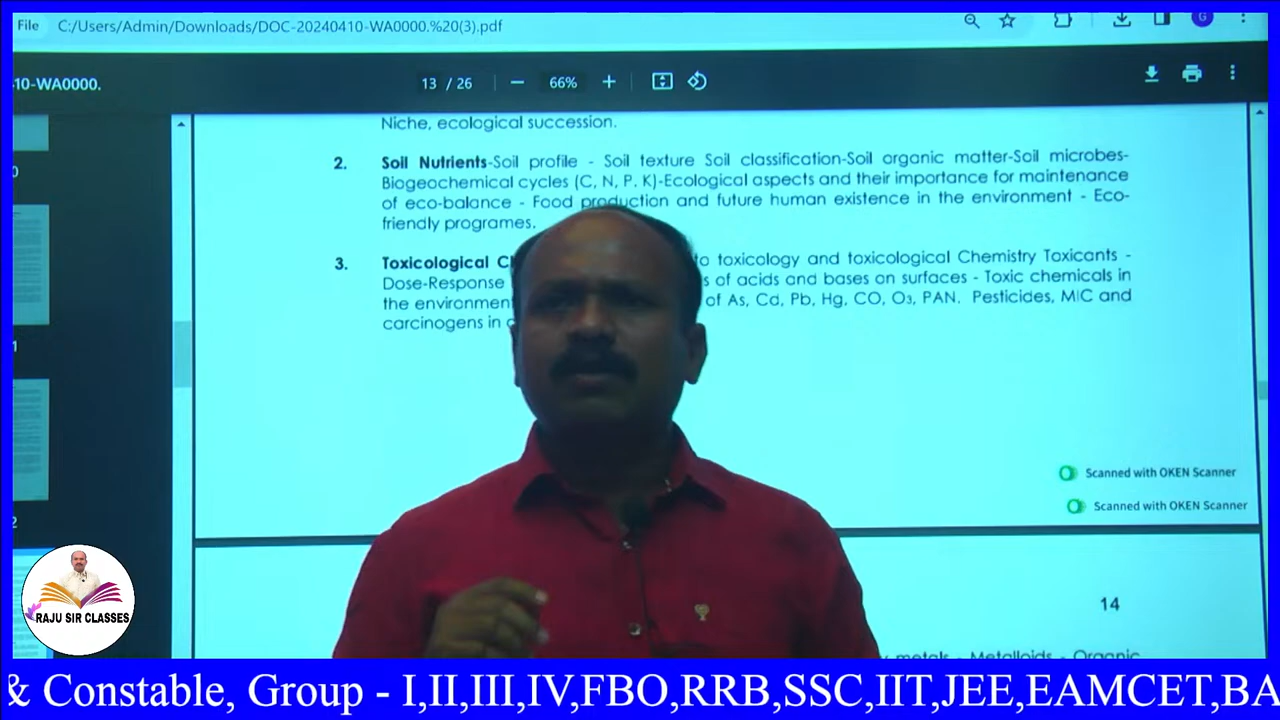 File C:/Users/Admin/Downloads/DOC-20240410-WA0000.%20(3).pdf
G
10-WA0000.
13 / 26
66%
Niche, ecological succession.
2. Soil Nutrients-Soil profile - Soil texture Soil classification-Soil organic matter-Soil microbes-
Biogeochemical cycles (C, N, P. K)-Ecological aspects and their importance for maintenance
of eco-balance - Food production and future human existence in the environment - Eco-
friendly programes.
3. Toxicological to toxicology and toxicological Chemistry Toxicants -
Dose-Response of acids and bases on surfaces - Toxic chemicals in
the environment of As, Cd, Pb, Hg, CO, O3, PAN. Pesticides, MIC and
carcinogens in
Scanned with OKEN Scanner
Scanned with OKEN Scanner
14
metals - Metalloids - Organic
RAJU SIR CLASSES
& Constable, Group - I,II,III,IV,FBO,RRB,SSC,IIT,JEE,EAMCET,BA